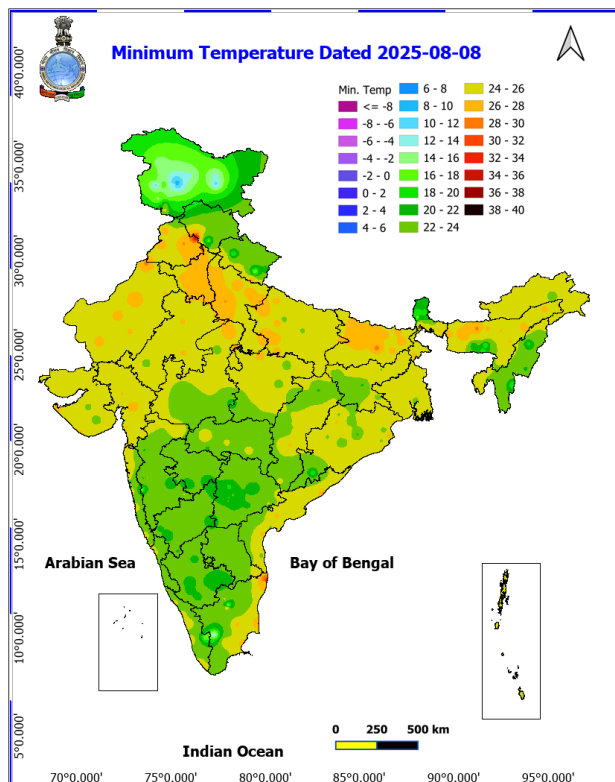 Minimum Temperature Dated 2025-08-08
Min. Temp
<= -8
-8 - -6
-6 - -4
-4 - -2
-2 - 0
0 - 2
2 - 4
4 - 6
6 - 8
8 - 10
10 - 12
12 - 14
14 - 16
16 - 18
18 - 20
20 - 22
22 - 24
24 - 26
26 - 28
28 - 30
30 - 32
32 - 34
34 - 36
36 - 38
38 - 40
40°0.000'
35°0.000'
30°0.000'
25°0.000'
20°0.000'
15°0.000'
10°0.000'
5°0.000'
Arabian Sea
Bay of Bengal
Indian Ocean
0 250 500 km
70°0.000' 75°0.000' 80°0.000' 85°0.000' 90°0.000' 95°0.000'